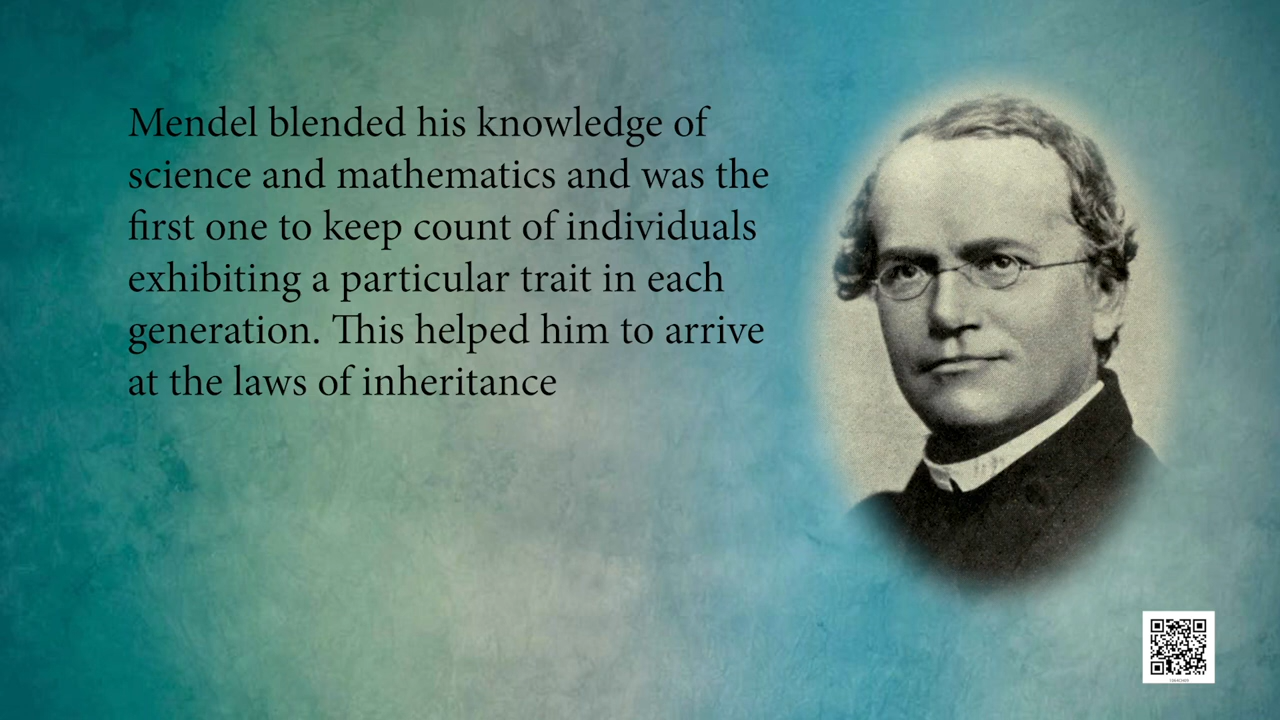 Mendel blended his knowledge of
science and mathematics and was the
first one to keep count of individuals
exhibiting a particular trait in each
generation. This helped him to arrive
at the laws of inheritance